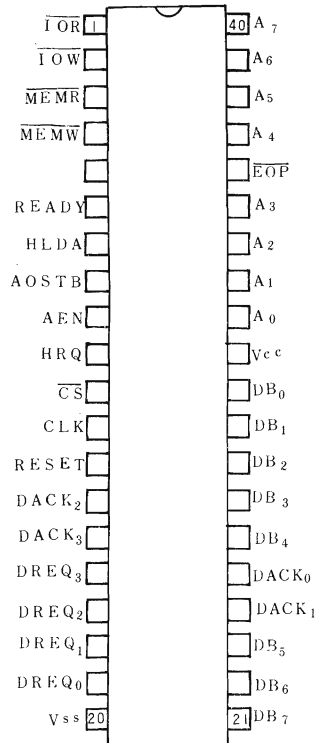 IOR 1 40 A7
IOW A6
MEMR A5
MEMW A4
EOP
READY A3
HLDA A2
AOSTB A1
AEN A0
HRQ Vcc
CS DB0
CLK DB1
RESET DB2
DACK2 DB3
DACK3 DB4
DREQ3 DACK0
DREQ2 DACK1
DREQ1 DB5
DREQ0 DB6
Vss 20 21 DB7